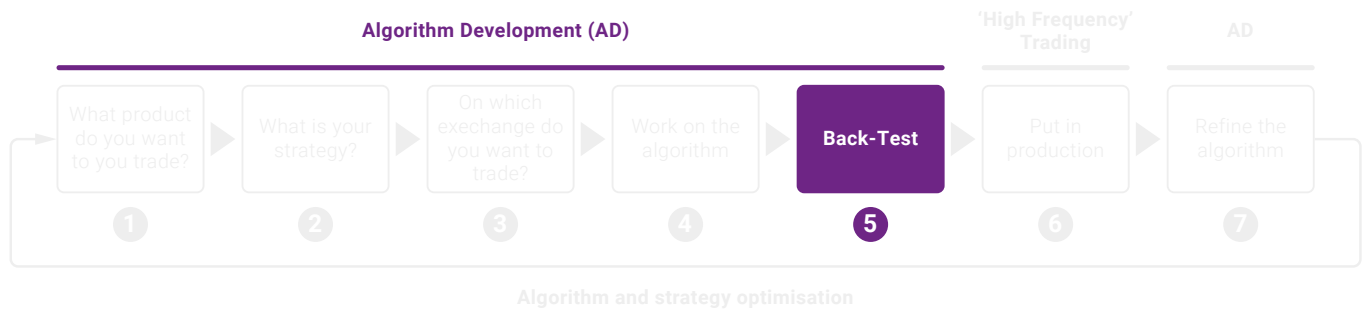 Algorithm Development (AD)
‘High Frequency’
Trading
AD
What product
do you want
to you trade?
What is your
strategy?
On which
exechange do
you want to
trade?
Work on the
algorithm
Back-Test
Put in
production
Refine the
algorithm
1
2
3
4
5
6
7
Algorithm and strategy optimisation